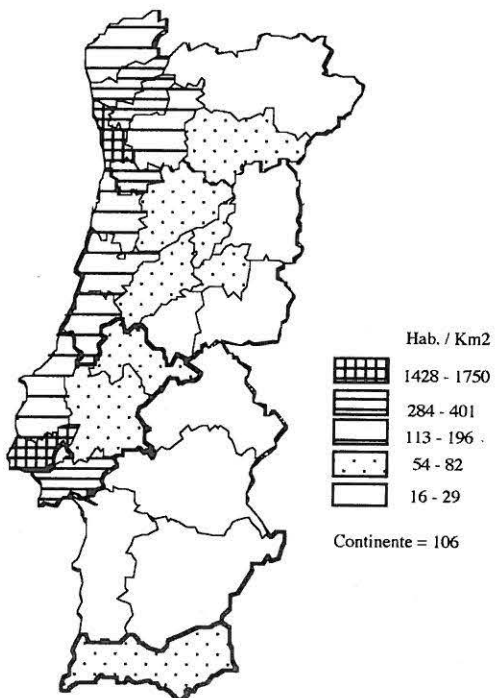 Hab. / Km2
1428 - 1750
284 - 401
113 - 196
54 - 82
16 - 29
Continente = 106